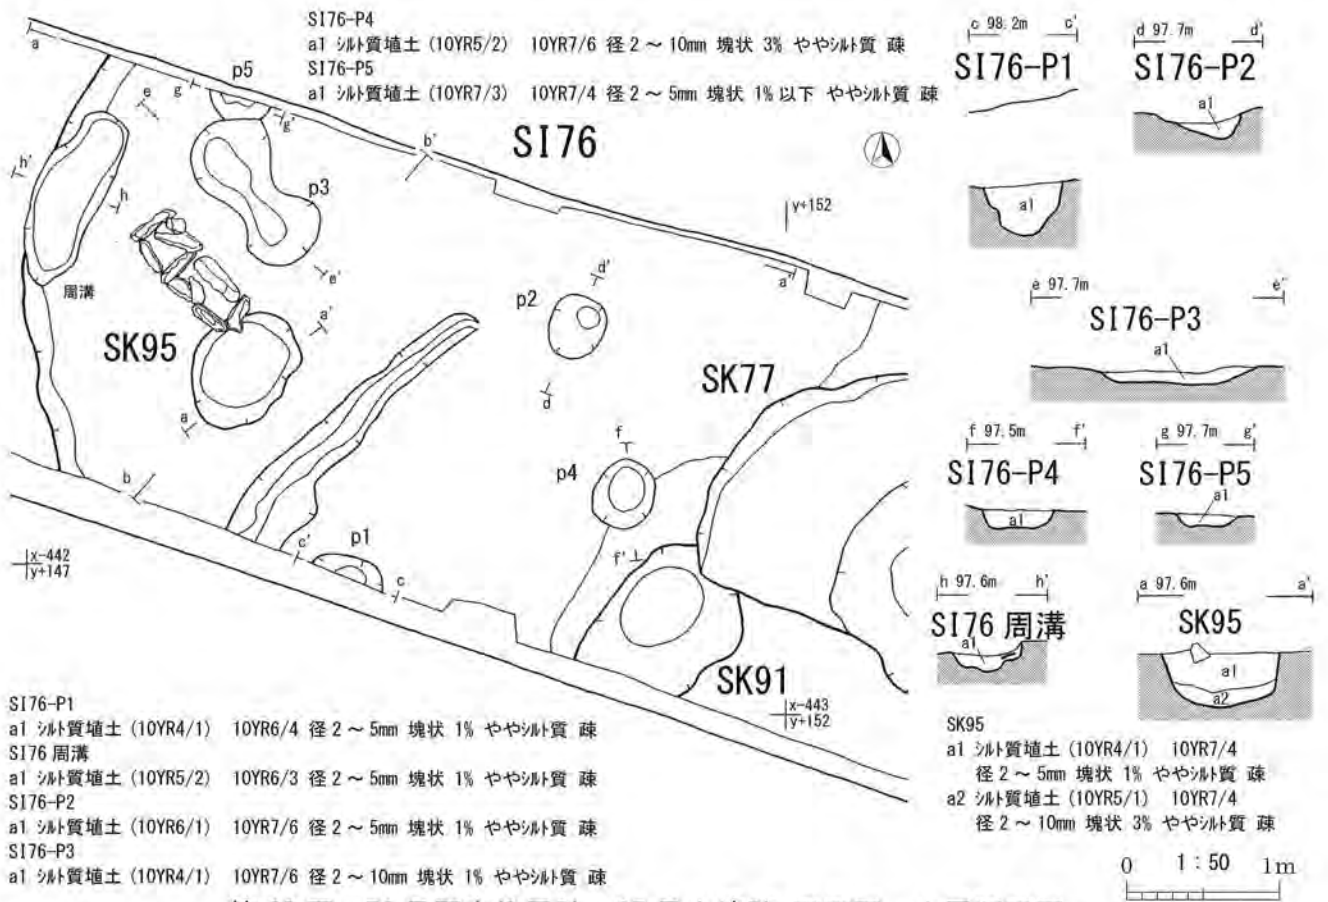 SI76-P4
a1 シルト質埴土 (10YR5/2) 10YR7/6 径 2 ～ 10mm 塊状 3% ややシルト質 疎
SI76-P5
a1 シルト質埴土 (10YR7/3) 10YR7/4 径 2 ～ 5mm 塊状 1% 以下 ややシルト質 疎
SI76
a
p5
e
g
g'
b'
h'
h
p3
e'
y+152
a'
周溝
p2
d'
a'
SK95
d
SK77
a
f
b
p4
c'
p1
f'
c
x-442
y+147
SK91
x-443
y+152
c 98.2m c'
SI76-P1
a1
d 97.7m d'
SI76-P2
a1
e 97.7m e'
SI76-P3
a1
f 97.5m f'
SI76-P4
a1
g 97.7m g'
SI76-P5
a1
h 97.6m h'
SI76 周溝
a1
a 97.6m a'
SK95
a1
a2
SI76-P1
a1 シルト質埴土 (10YR4/1) 10YR6/4 径 2 ～ 5mm 塊状 1% ややシルト質 疎
SI76 周溝
a1 シルト質埴土 (10YR5/2) 10YR6/3 径 2 ～ 5mm 塊状 1% ややシルト質 疎
SI76-P2
a1 シルト質埴土 (10YR6/1) 10YR7/6 径 2 ～ 5mm 塊状 1% ややシルト質 疎
SI76-P3
a1 シルト質埴土 (10YR4/1) 10YR7/6 径 2 ～ 10mm 塊状 1% ややシルト質 疎
SK95
a1 シルト質埴土 (10YR4/1) 10YR7/4
径 2 ～ 5mm 塊状 1% ややシルト質 疎
a2 シルト質埴土 (10YR5/1) 10YR7/4
径 2 ～ 10mm 塊状 3% ややシルト質 疎
0 1 : 50 1m